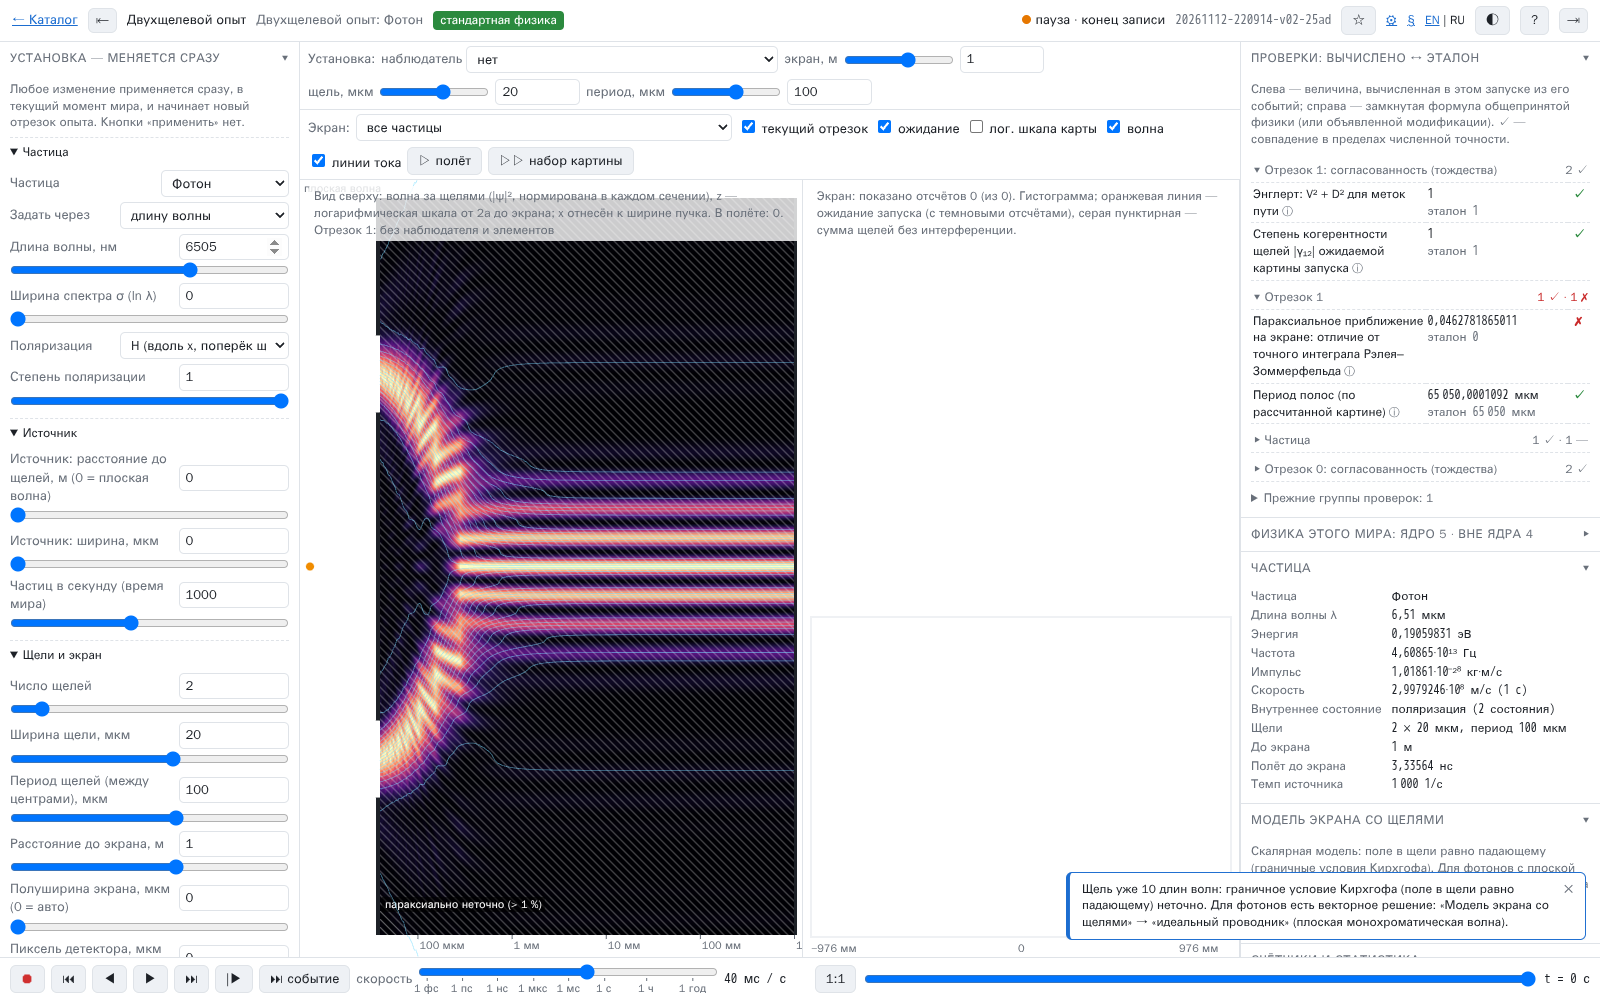 ← Каталог
⇤
Двухщелевой опыт
Двухщелевой опыт: Фотон
стандартная физика
пауза · конец записи
20261112-220914-v02-25ad
☆
⚙
§
EN | RU
?
⇥
УСТАНОВКА — МЕНЯЕТСЯ СРАЗУ
Любое изменение применяется сразу, в
текущий момент мира, и начинает новый
отрезок опыта. Кнопки «применить» нет.
Частица
Частица
Фотон
Задать через
длину волны
Длина волны, нм
6505
Ширина спектра σ (ln λ)
0
Поляризация
H (вдоль x, поперёк щ
Степень поляризации
1
Источник
Источник: расстояние до
щелей, м (0 = плоская
волна)
0
Источник: ширина, мкм
0
Частиц в секунду (время
мира)
1000
Щели и экран
Число щелей
2
Ширина щели, мкм
20
Период щелей (между
центрами), мкм
100
Расстояние до экрана, м
1
Полуширина экрана, мкм
(0 = авто)
0
Пиксель детектора, мкм
Установка: наблюдатель
нет
экран, м
1
щель, мкм
20
период, мкм
100
Экран:
все частицы
текущий отрезок
ожидание
лог. шкала карты
волна
линии тока
▷ полёт
▷▷ набор картины
плоская волна
Вид сверху: волна за щелями (|ψ|², нормирована в каждом сечении), z —
логарифмическая шкала от 2a до экрана; x отнесён к ширине пучка. В полёте: 0.
Отрезок 1: без наблюдателя и элементов
параксиально неточно (> 1 %)
100 мкм
1 мм
10 мм
100 мм
1
Экран: показано отсчётов 0 (из 0). Гистограмма; оранжевая линия —
ожидание запуска (с темновыми отсчётами), серая пунктирная —
сумма щелей без интерференции.
−976 мм
0
976 мм
ПРОВЕРКИ: ВЫЧИСЛЕНО ↔ ЭТАЛОН
Слева — величина, вычисленная в этом запуске из его
событий; справа — замкнутая формула общепринятой
физики (или объявленной модификации). ✓ —
совпадение в пределах численной точности.
Отрезок 1: согласованность (тождества)
2 ✓
Энглерт: V² + D² для меток
пути ⓘ
1
эталон 1
✓
Степень когерентности
щелей |γ₁₂| ожидаемой
картины запуска ⓘ
1
эталон 1
✓
Отрезок 1
1 ✓ · 1 ✗
Параксиальное приближение
на экране: отличие от
точного интеграла Рэлея–
Зоммерфельда ⓘ
0,0462781865011
эталон 0
✗
Период полос (по
рассчитанной картине) ⓘ
65 050,0001092 мкм
эталон 65 050 мкм
✓
Частица
1 ✓ · 1 —
Отрезок 0: согласованность (тождества)
2 ✓
Прежние группы проверок: 1
ФИЗИКА ЭТОГО МИРА: ЯДРО 5 · ВНЕ ЯДРА 4
ЧАСТИЦА
Частица
Фотон
Длина волны λ
6,51 мкм
Энергия
0,19059831 эВ
Частота
4,60865·10¹³ Гц
Импульс
1,01861·10⁻²⁸ кг·м/с
Скорость
2,9979246·10⁸ м/с (1 c)
Внутреннее состояние
поляризация (2 состояния)
Щели
2 × 20 мкм, период 100 мкм
До экрана
1 м
Полёт до экрана
3,33564 нс
Темп источника
1 000 1/с
МОДЕЛЬ ЭКРАНА СО ЩЕЛЯМИ
Скалярная модель: поле в щели равно падающему
(граничные условия Кирхгофа). Для фотонов с плоской
Щель уже 10 длин волн: граничное условие Кирхгофа (поле в щели равно
падающему) неточно. Для фотонов есть векторное решение: «Модель экрана со
щелями» → «идеальный проводник» (плоская монохроматическая волна).
⏭ событие
скорость
1 фс
1 пс
1 нс
1 мкс
1 мс
1 с
1 ч
1 год
40 мс / с
1:1
t = 0 с